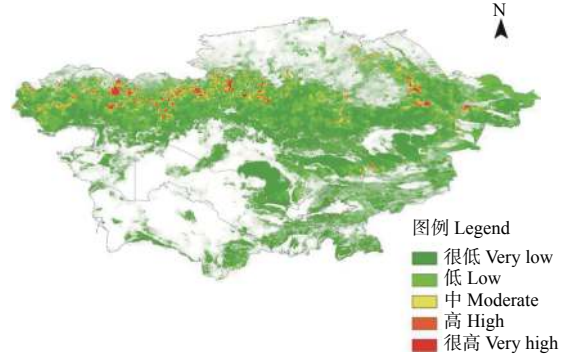 N
图例 Legend
很低 Very low
低 Low
中 Moderate
高 High
很高 Very high